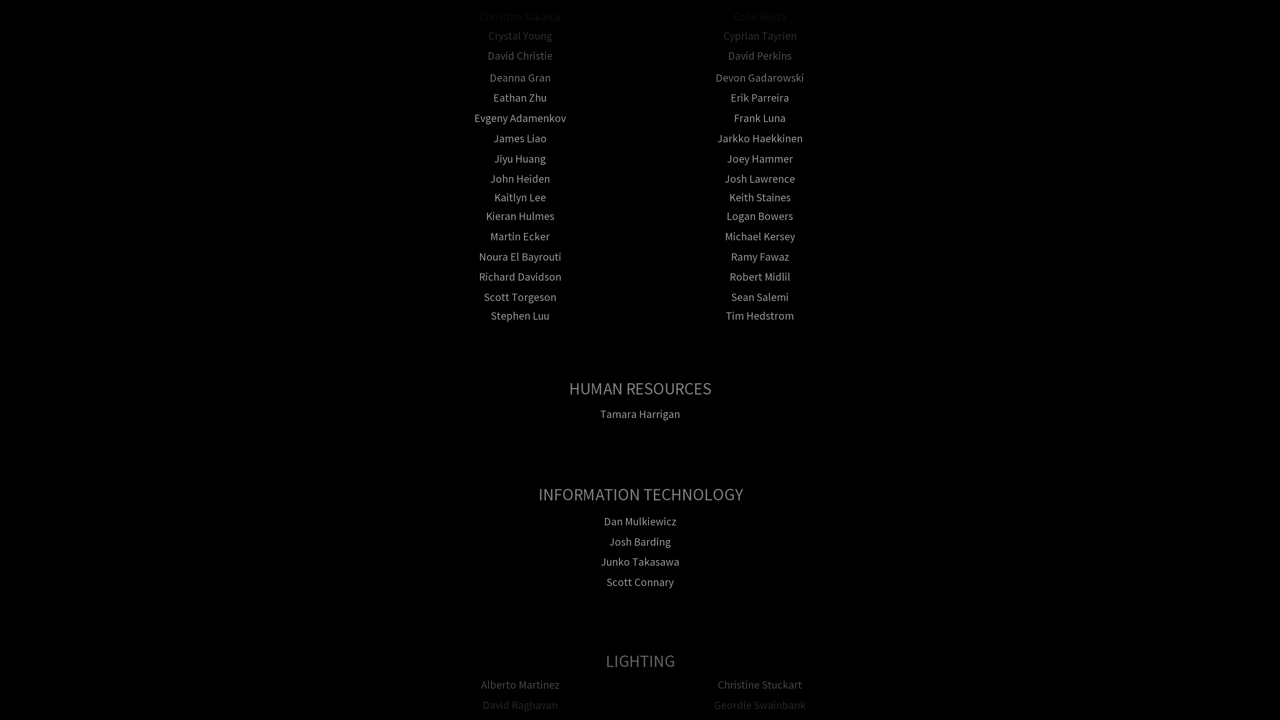 Crystal Young Cyprian Tayrien
David Christie David Perkins
Deanna Gran Devon Gadarowski
Eathan Zhu Erik Parreira
Evgeny Adamenkov Frank Luna
James Liao Jarkko Haekkinen
Jiyu Huang Joey Hammer
John Heiden Josh Lawrence
Kaitlyn Lee Keith Staines
Kieran Hulmes Logan Bowers
Martin Ecker Michael Kersey
Noura El Bayrouti Ramy Fawaz
Richard Davidson Robert Midlil
Scott Torgeson Sean Salemi
Stephen Luu Tim Hedstrom
HUMAN RESOURCES
Tamara Harrigan
INFORMATION TECHNOLOGY
Dan Mulkiewicz
Josh Barding
Junko Takasawa
Scott Connary
LIGHTING
Alberto Martinez Christine Stuckart
David Raghavan Geordie Swainbank